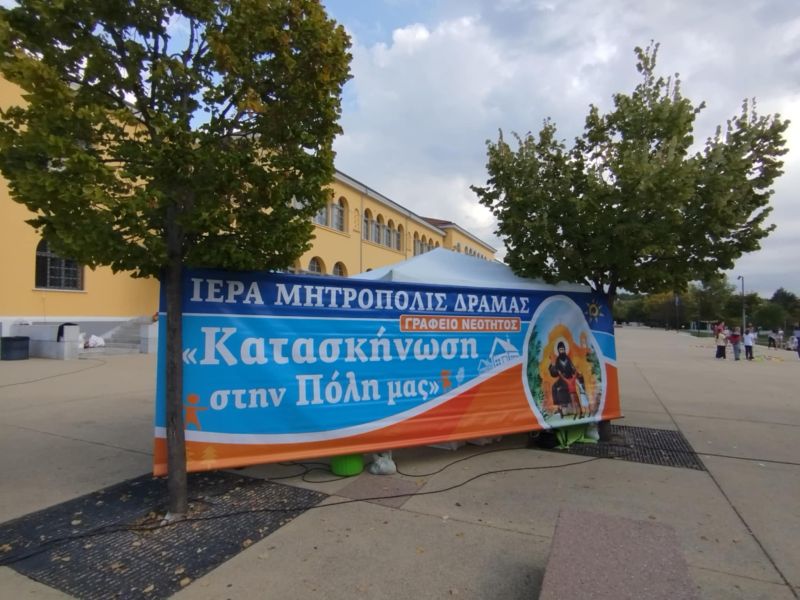 ΙΕΡΑ ΜΗΤΡΟΠΟΛΙΣ ΔΡΑΜΑΣ
ΓΡΑΦΕΙΟ ΝΕΟΤΗΤΟΣ
«Κατασκήνωση
στην Πόλη μας»